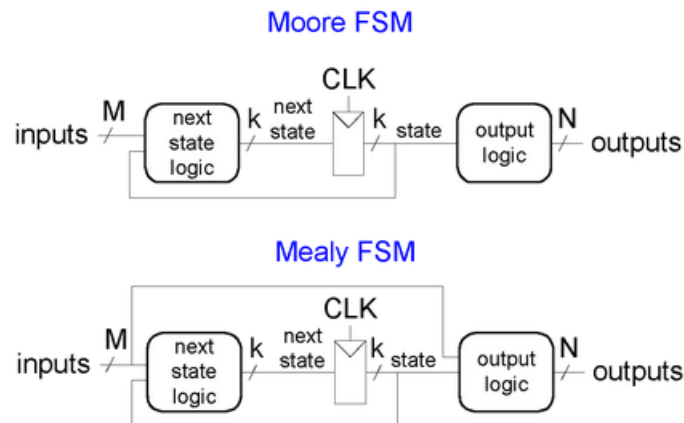 Moore FSM
CLK
M
next
k
next
k
N
inputs
state
state
state
output
outputs
logic
logic
Mealy FSM
CLK
M
next
k
next
k
N
inputs
state
state
state
output
outputs
logic
logic